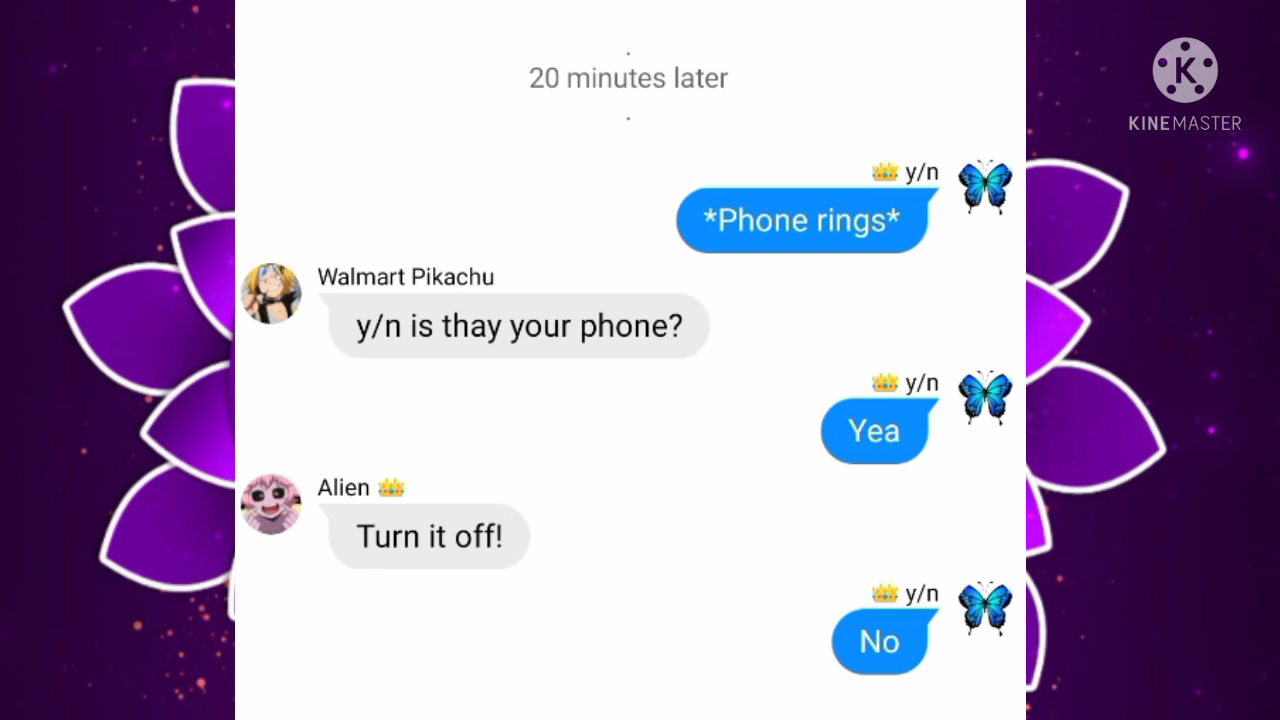 .
20 minutes later
.
👑 y/n
*Phone rings*
Walmart Pikachu
y/n is thay your phone?
👑 y/n
Yea
Alien 👑
Turn it off!
👑 y/n
No
K
KINEMASTER